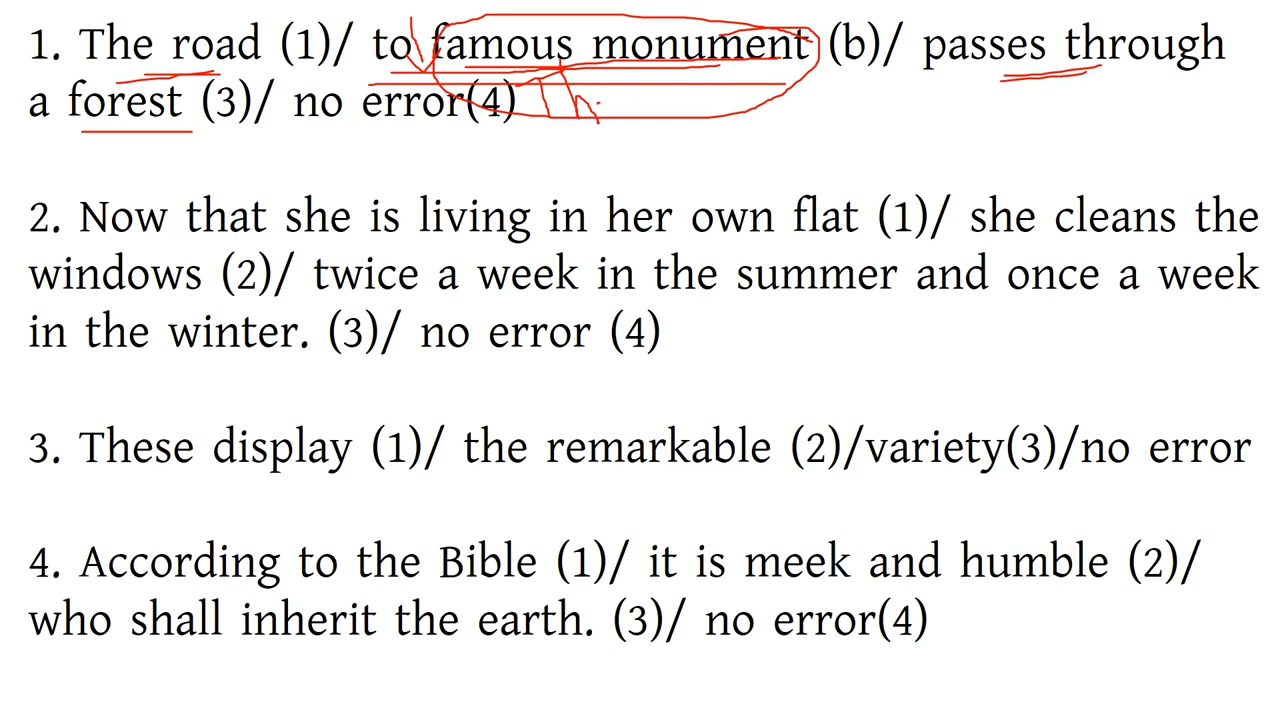 1. The road (1)/ to famous monument (b)/ passes through
a forest (3)/ no error(4)
Th
2. Now that she is living in her own flat (1)/ she cleans the
windows (2)/ twice a week in the summer and once a week
in the winter. (3)/ no error (4)
3. These display (1)/ the remarkable (2)/variety(3)/no error
4. According to the Bible (1)/ it is meek and humble (2)/
who shall inherit the earth. (3)/ no error(4)